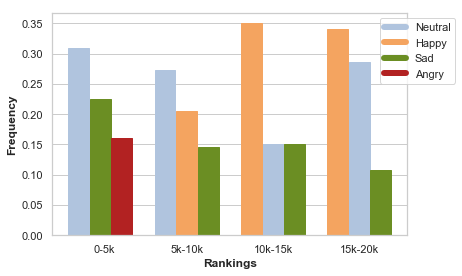 0.35
0.30
0.25
0.20
0.15
0.10
0.05
0.00
Frequency
0-5k 5k-10k 10k-15k 15k-20k
Rankings
Neutral
Happy
Sad
Angry